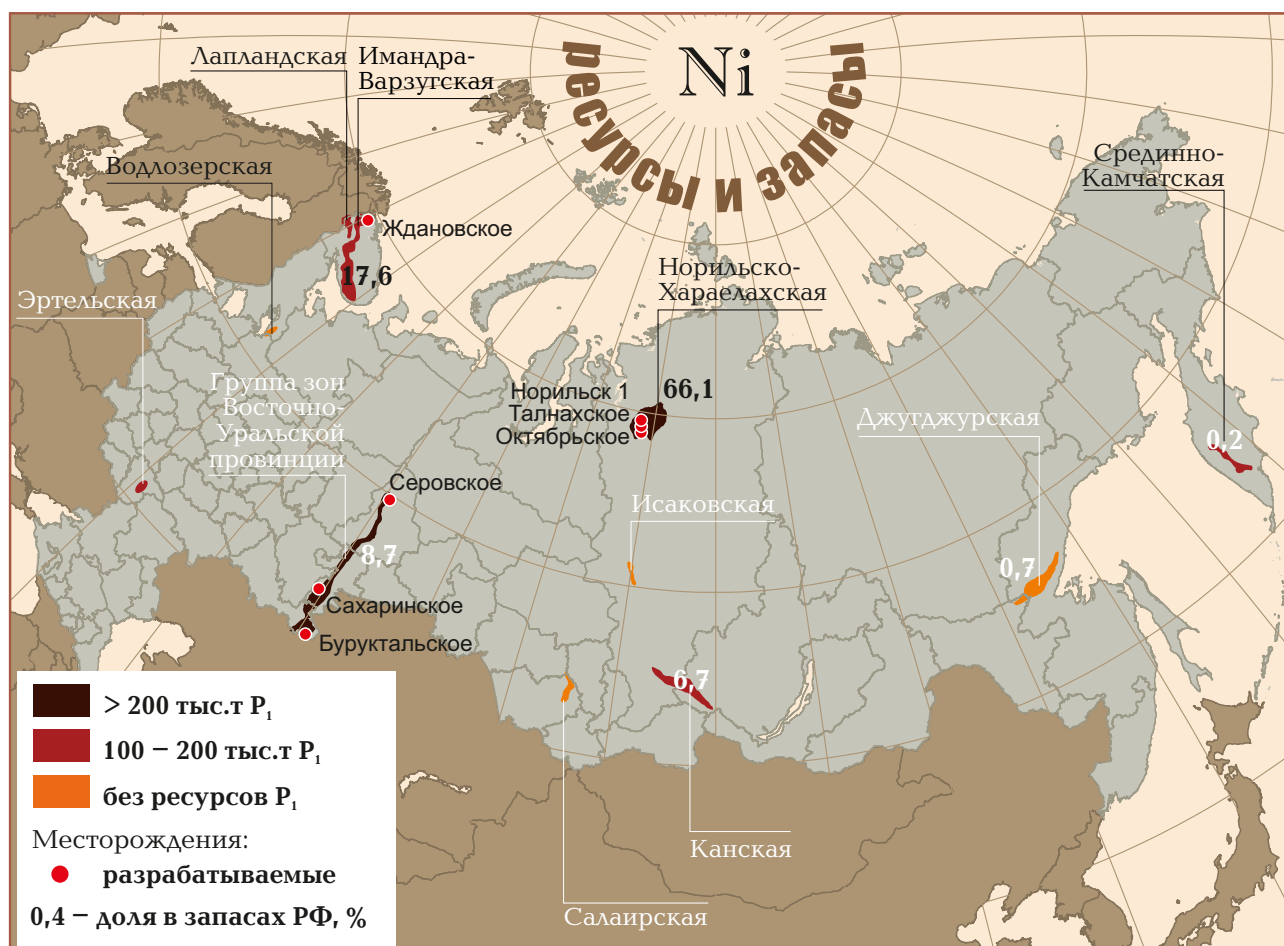 Ni
ресурсы и запасы
Лапландская
Имандра-
Варзугская
Водлозерская
Ждановское
17,6
Эртельская
Срединно-
Камчатская
Норильско-
Хараелахская
Группа зон
Восточно-
Уральской
провинции
Норильск 1
Талнахское
Октябрьское
66,1
Джугджурская
0,2
Серовское
Исаковская
8,7
0,7
Сахаринское
Буруктальское
6,7
Канская
Салаирская
> 200 тыс.т P₁
100 – 200 тыс.т P₁
без ресурсов P₁
Месторождения:
разрабатываемые
0,4 – доля в запасах РФ, %